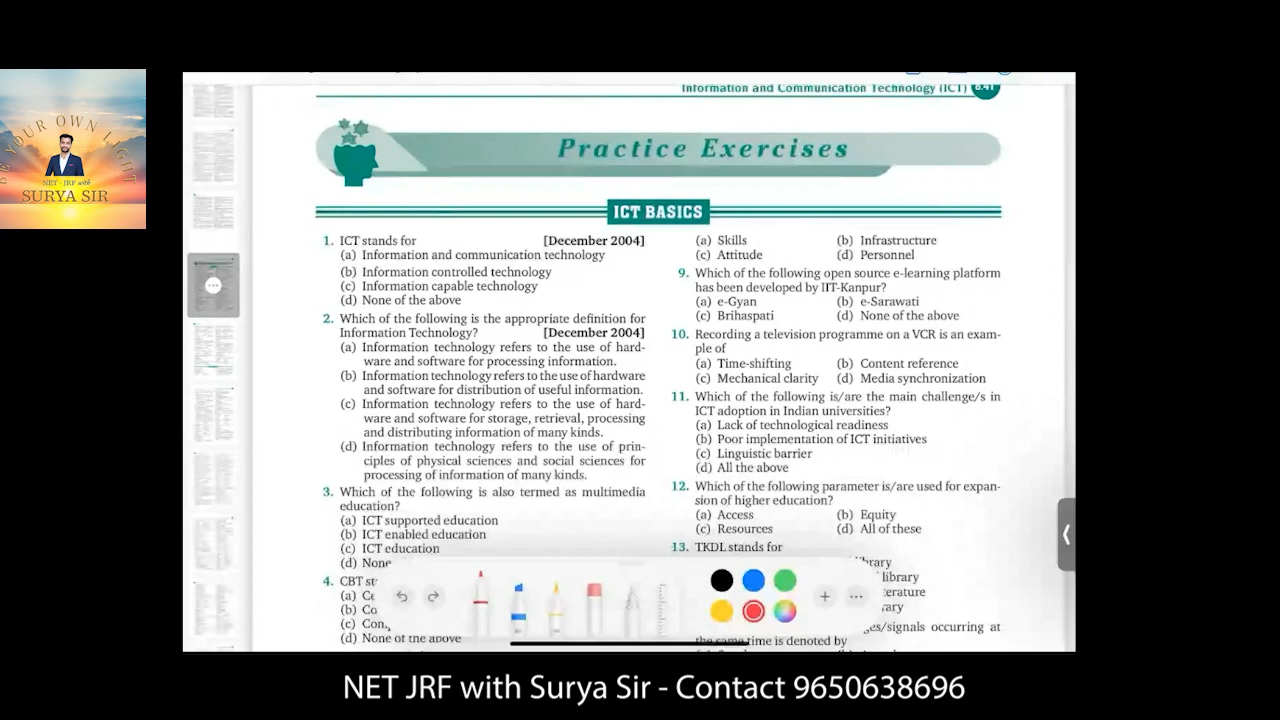 Information and Communication Technology (ICT) 8.41
YOUR OWN LIGHT
NET - JRF with
SURYA SIR
Practice Exercises
ICT BASICS
1. ICT stands for [December 2004]
(a) Information and communication technology
(b) Information controlled technology
(c) Information capable technology
(d) None of the above
2. Which of the following is the appropriate definition for
Information Technology? [December 2004]
(a) Information technology refers to the use of hard-
ware and software for processing information.
(b) Information technology refers to the use of hardware
and software for distribution of useful information.
(c) Information technology refers to the use of hard-
ware and software for storage, retrieval, processing
and distributing information of many kinds.
(d) Information technology refers to the use of prin-
ciples of physical sciences and social sciences for
processing of information of many kinds.
3. Which of the following is also termed as multimedia
education?
(a) ICT supported education
(b) ICT enabled education
(c) ICT education
(d) None
4. CBT st
(a) Ce
(b) Co
(c) Con
(d) None of the above
(a) Skills (b) Infrastructure
(c) Attitude (d) Personnel
9. Which of the following open source e-learning platform
has been developed by IIT-Kanpur?
(a) e-Gyan (b) e-Sarawati
(c) Brihaspati (d) None of the above
10. Recording a television programme on a VCR is an exam-
ple of
(a) Time-shifting (b) Content reference
(c) Mechanical clarity (d) Media synchronization
11. Which of the following is/are the main challenge/s in
ICT adoption in Indian universities?
(a) Lack of technological readiness
(b) Poor implementation of ICT initiatives
(c) Linguistic barrier
(d) All the above
12. Which of the following parameter is/are used for expan-
sion of higher education?
(a) Access (b) Equity
(c) Resources (d) All of these
13. TKDL stands for
library
library
erature
rary
ges/signals occurring at
the same time is denoted by
NET JRF with Surya Sir - Contact 9650638696